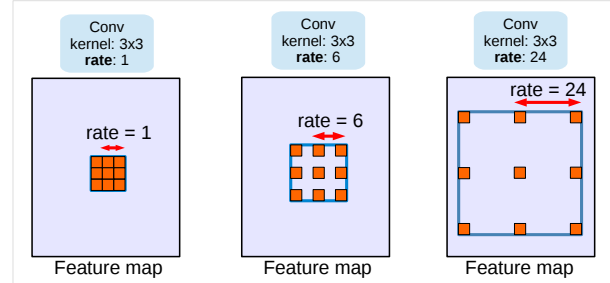 Conv
kernel: 3x3
rate: 1
rate = 1
Feature map
Conv
kernel: 3x3
rate: 6
rate = 6
Feature map
Conv
kernel: 3x3
rate: 24
rate = 24
Feature map